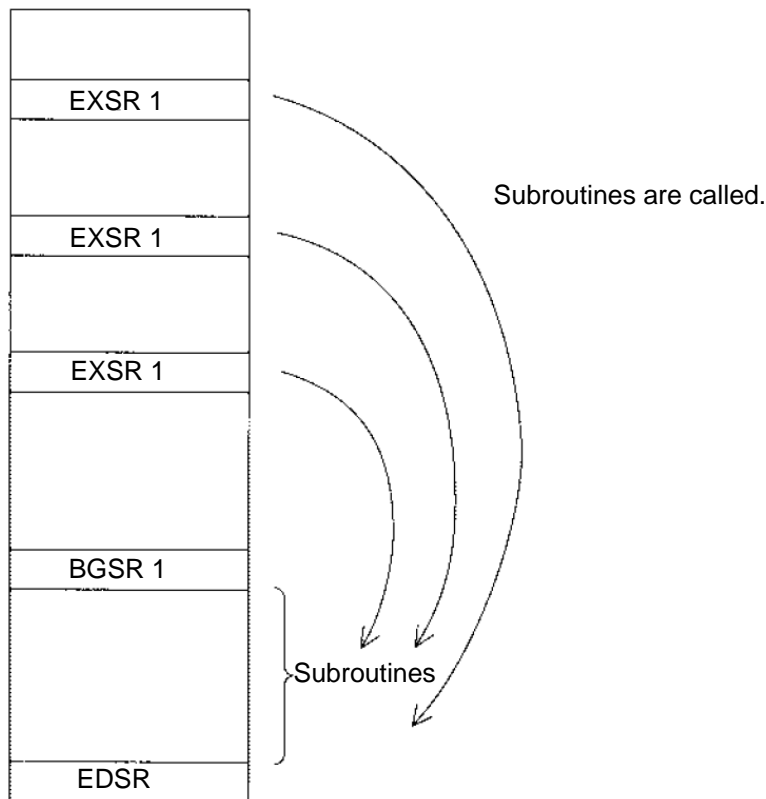 EXSR 1
Subroutines are called.
EXSR 1
EXSR 1
BGSR 1
Subroutines
EDSR